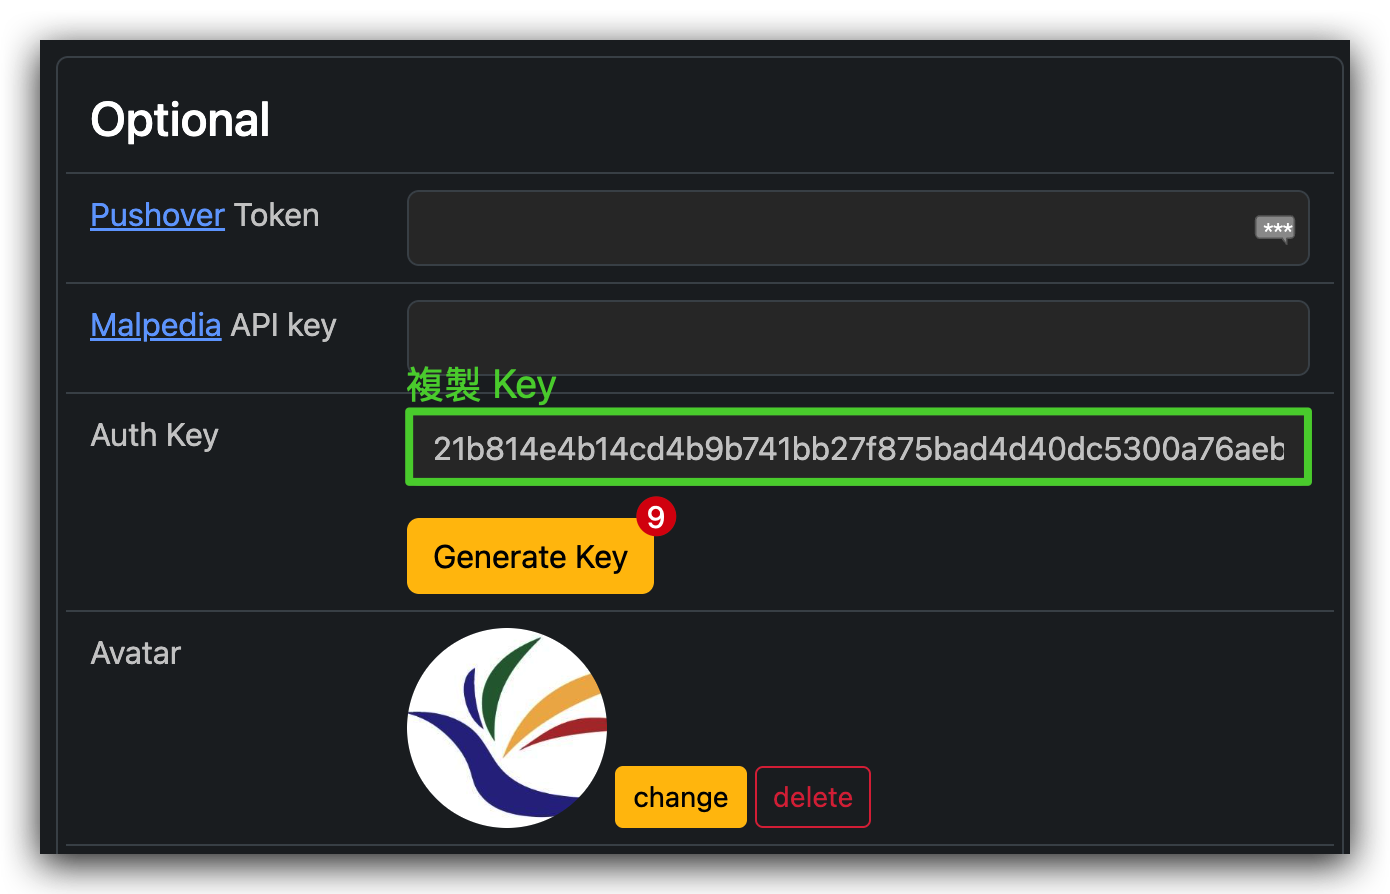 Optional
Pushover Token
***
Malpedia API key
複製 Key
Auth Key
21b814e4b14cd4b9b741bb27f875bad4d40dc5300a76aeb
9
Generate Key
Avatar
change
delete